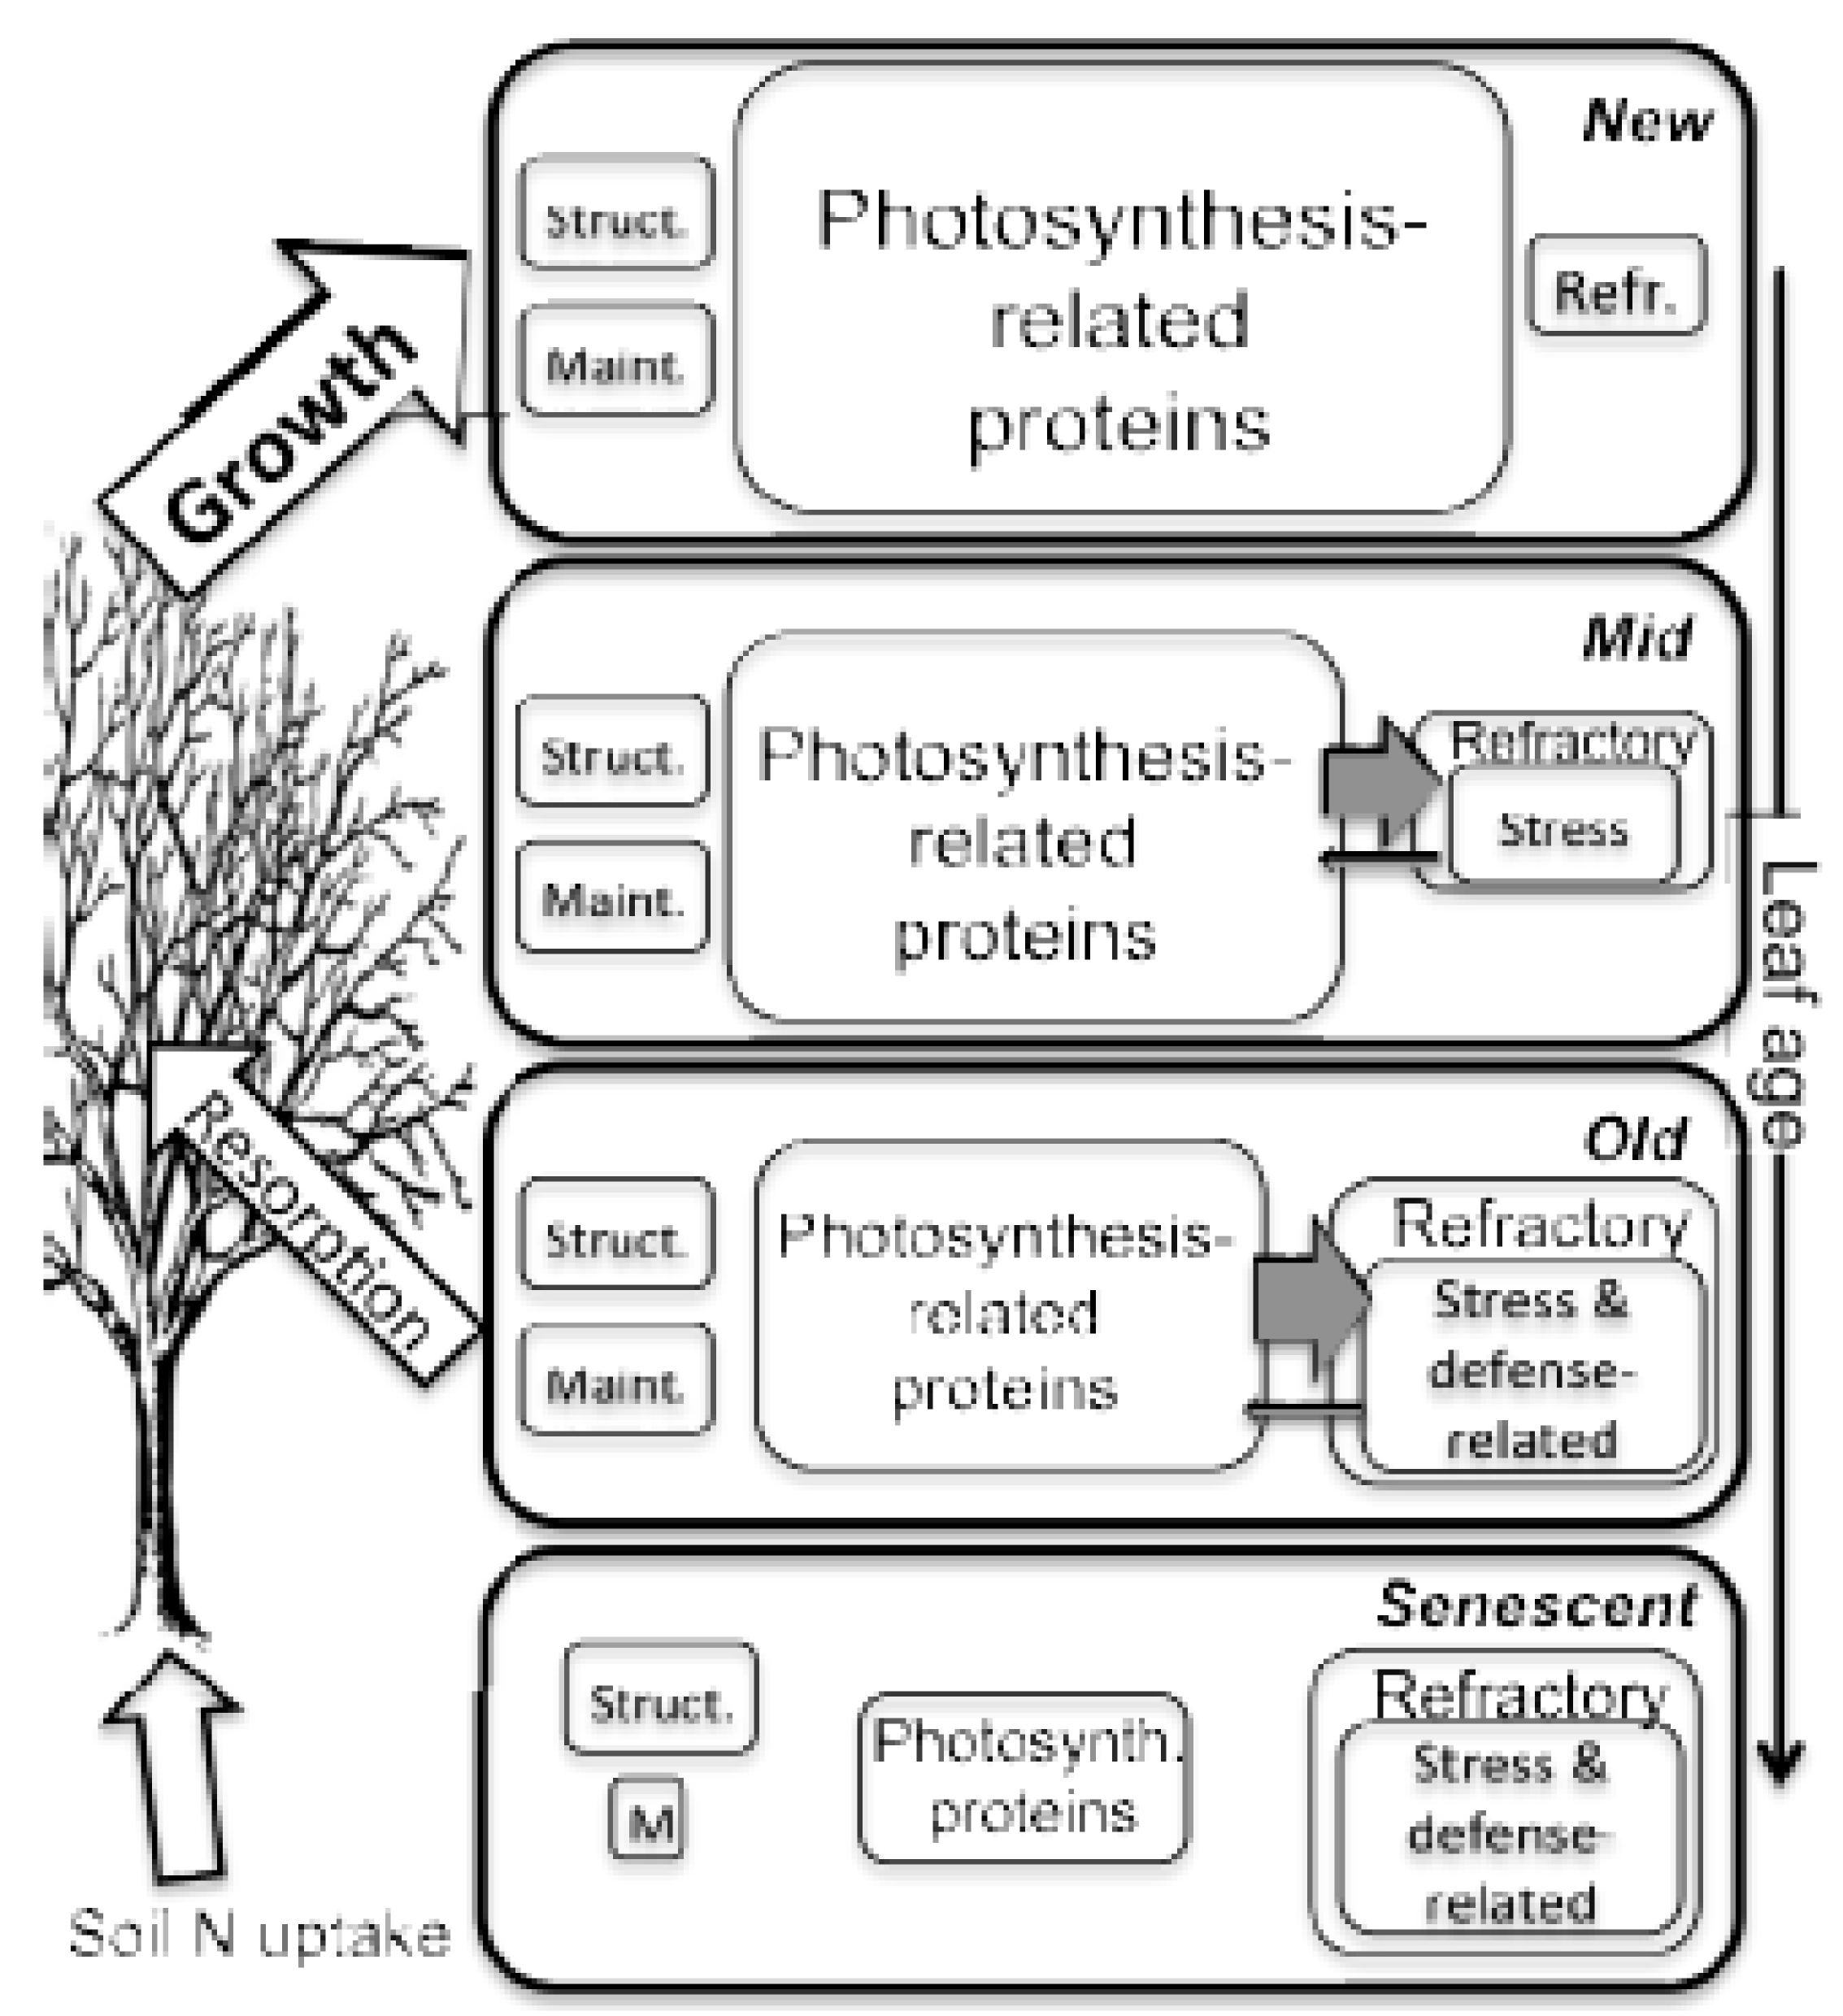 New
Struct.
Maint.
Photosynthesis-
related
proteins
Refr.
Growth
Mid
Struct.
Maint.
Photosynthesis-
related
proteins
Refractory
Stress
Leaf age
Old
Struct.
Maint.
Photosynthesis-
related
proteins
Refractory
Stress &
defense-
related
Resorption
Senescent
Struct.
M
Photosynth.
proteins
Refractory
Stress &
defense-
related
Soil N uptake